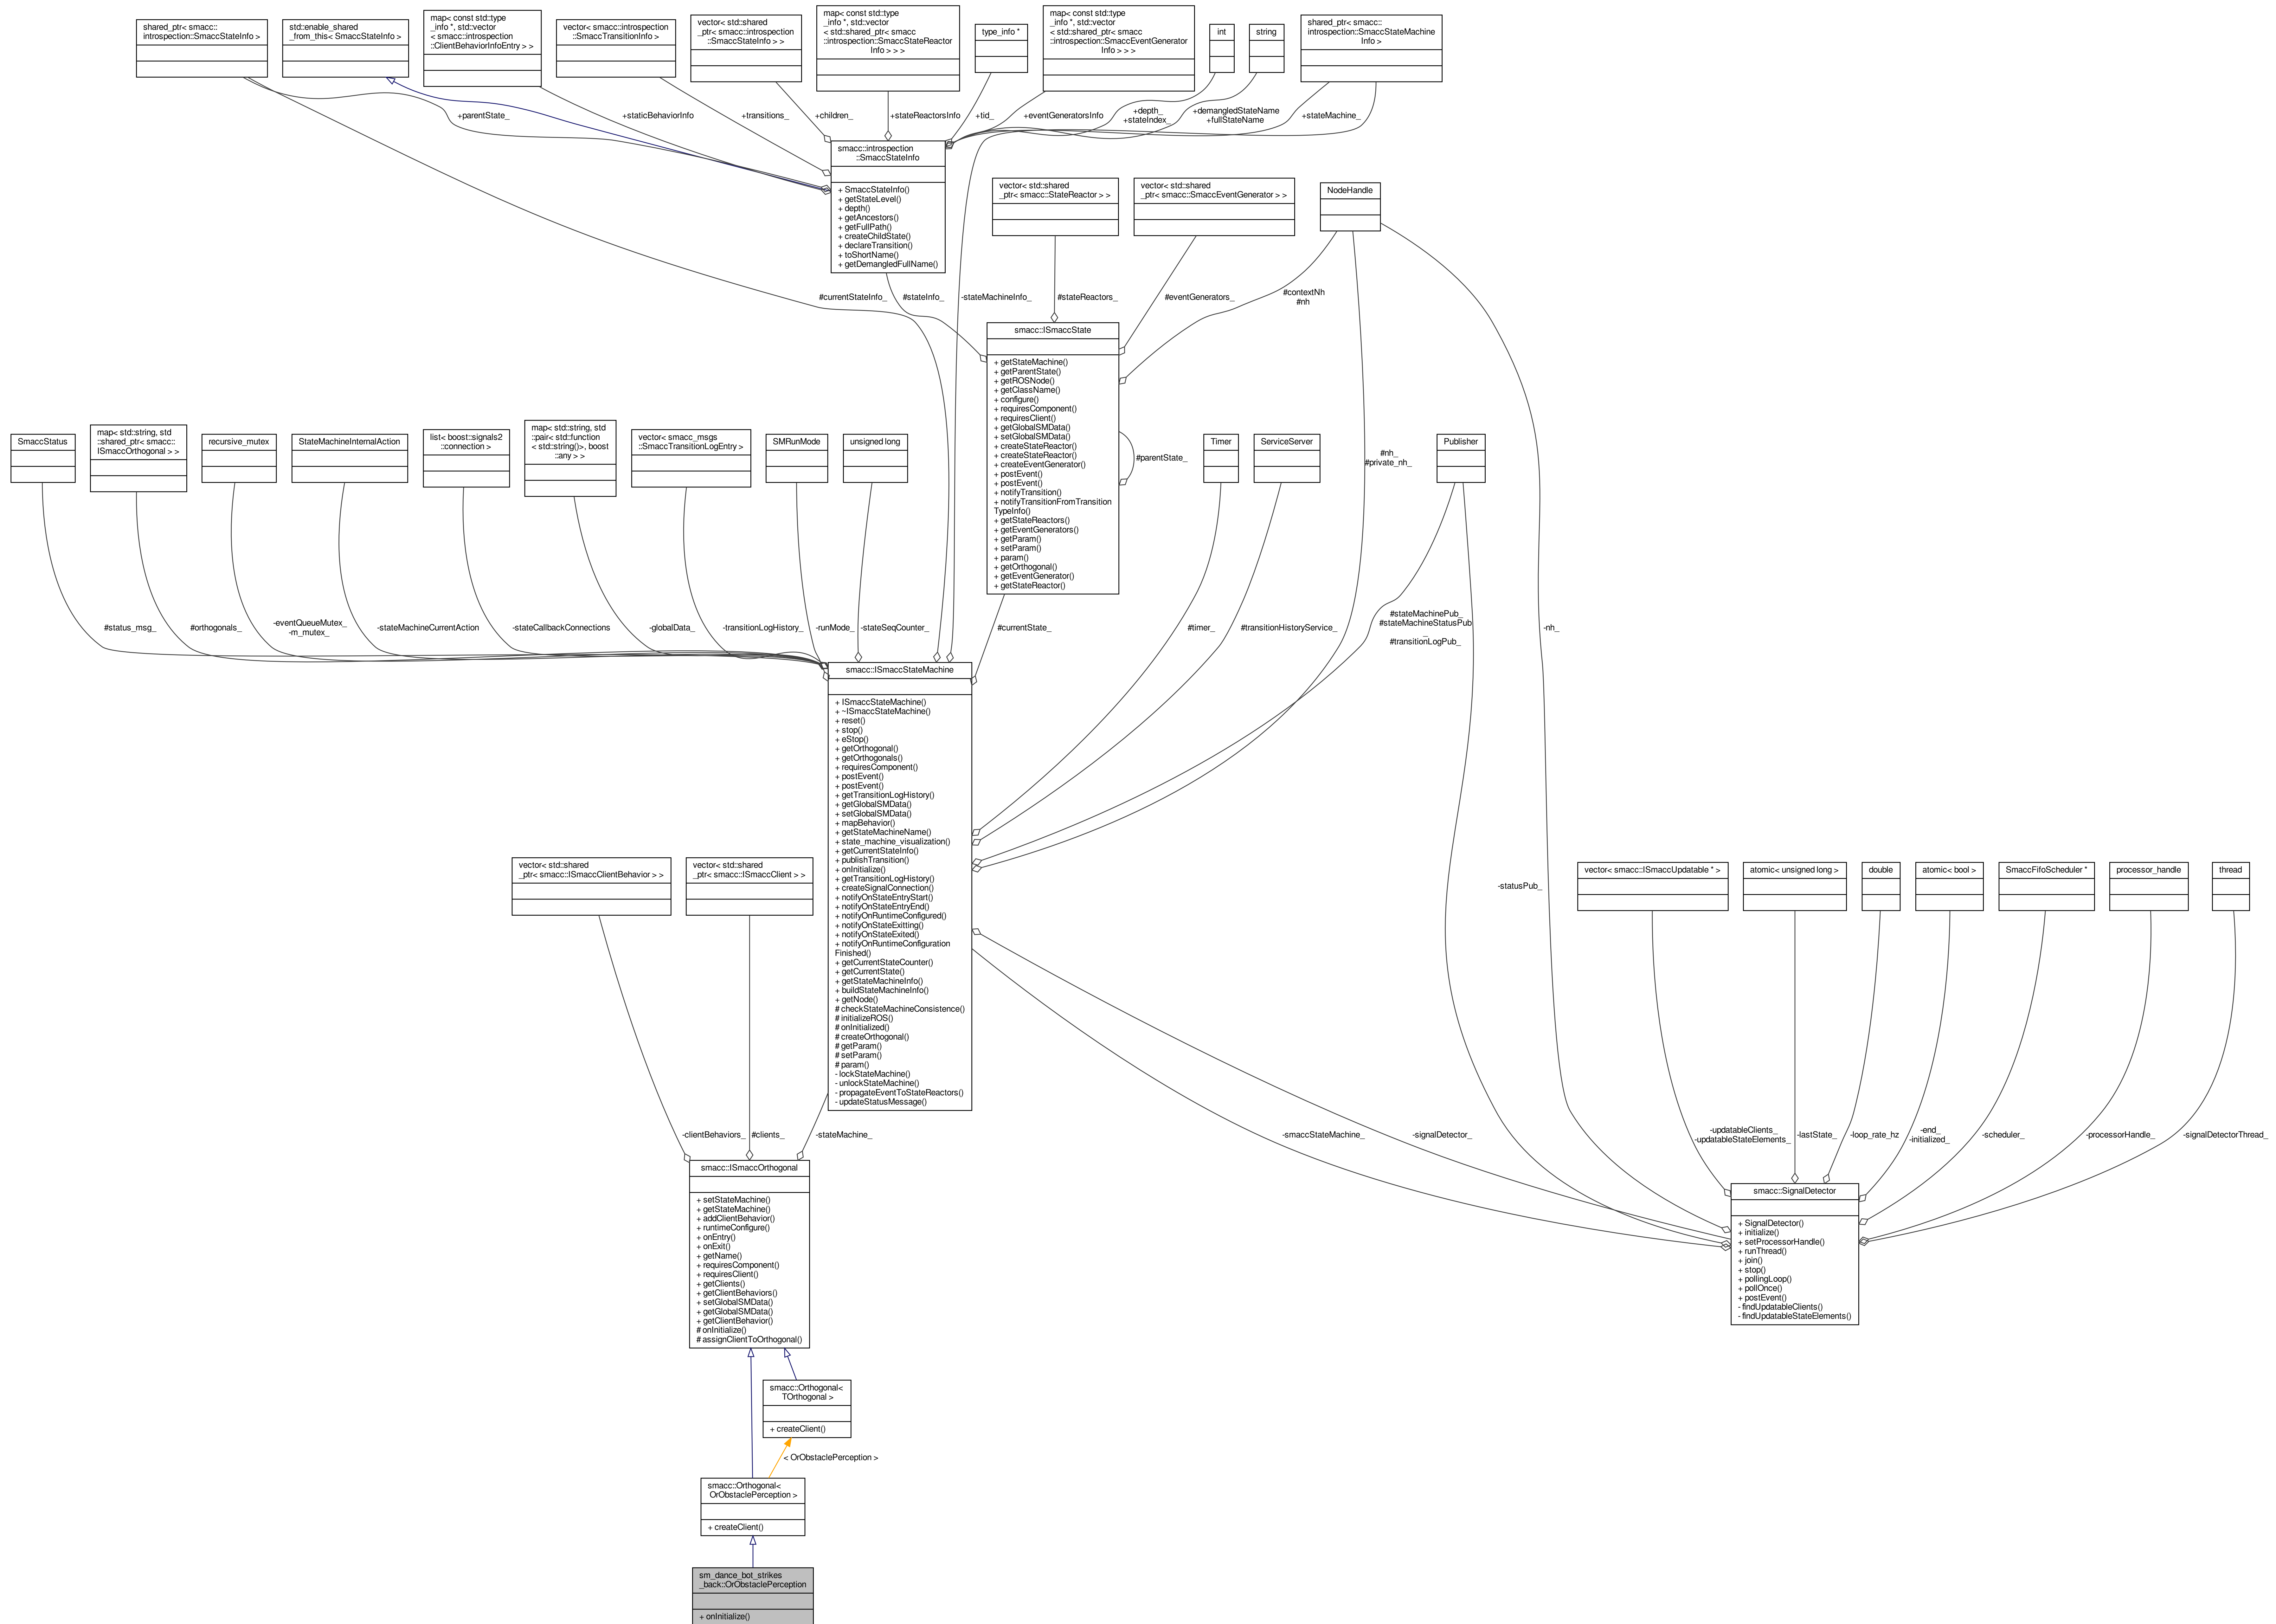 shared_ptr< smacc::
introspection::SmaccStateInfo >
std::enable_shared
_from_this< SmaccStateInfo >
map< const std::type
_info *, std::vector
< smacc::introspection
::ClientBehaviorInfoEntry > >
vector< smacc::introspection
::SmaccTransitionInfo >
vector< std::shared
_ptr< smacc::introspection
::SmaccStateInfo > >
map< const std::type
_info *, std::vector
< std::shared_ptr< smacc
::introspection::SmaccStateReactor
Info > > >
type_info *
map< const std::type
_info *, std::vector
< std::shared_ptr< smacc
::introspection::SmaccEventGenerator
Info > > >
int
string
shared_ptr< smacc::
introspection::SmaccStateMachine
Info >
+parentState_
+staticBehaviorInfo
+transitions_
+children_
+stateReactorsInfo
+tid_
+eventGeneratorsInfo
+depth_
+stateIndex_
+demangledStateName
+fullStateName
+stateMachine_
smacc::introspection
::SmaccStateInfo
+ SmaccStateInfo()
+ getStateLevel()
+ depth()
+ getAncestors()
+ getFullPath()
+ createChildState()
+ declareTransition()
+ toShortName()
+ getDemangledFullName()
vector< std::shared
_ptr< smacc::StateReactor > >
vector< std::shared
_ptr< smacc::SmaccEventGenerator > >
NodeHandle
#currentStateInfo_
#stateInfo_
-stateMachineInfo_
#stateReactors_
#eventGenerators_
#contextNh
#nh
smacc::ISmaccState
+ getStateMachine()
+ getParentState()
+ getROSNode()
+ getClassName()
+ configure()
+ requiresComponent()
+ requiresClient()
+ getGlobalSMData()
+ setGlobalSMData()
+ createStateReactor()
+ createStateReactor()
+ createEventGenerator()
+ postEvent()
+ postEvent()
+ notifyTransition()
+ notifyTransitionFromTransition
TypeInfo()
+ getStateReactors()
+ getEventGenerators()
+ getParam()
+ setParam()
+ param()
+ getOrthogonal()
+ getEventGenerator()
+ getStateReactor()
#parentState_
SmaccStatus
map< std::string, std
::shared_ptr< smacc::
ISmaccOrthogonal > >
recursive_mutex
StateMachineInternalAction
list< boost::signals2
::connection >
map< std::string, std
::pair< std::function
< std::string()>, boost
::any > >
vector< smacc_msgs
::SmaccTransitionLogEntry >
SMRunMode
unsigned long
Timer
ServiceServer
#nh_
#private_nh_
Publisher
#status_msg_
#orthogonals_
-eventQueueMutex_
-m_mutex_
-stateMachineCurrentAction
-stateCallbackConnections
-globalData_
-transitionLogHistory_
-runMode_
-stateSeqCounter_
#currentState_
#timer_
#transitionHistoryService_
#stateMachinePub_
#stateMachineStatusPub
_
#transitionLogPub_
-nh_
smacc::ISmaccStateMachine
+ ISmaccStateMachine()
+ ~ISmaccStateMachine()
+ reset()
+ stop()
+ eStop()
+ getOrthogonal()
+ getOrthogonals()
+ requiresComponent()
+ postEvent()
+ postEvent()
+ getTransitionLogHistory()
+ getGlobalSMData()
+ setGlobalSMData()
+ mapBehavior()
+ getStateMachineName()
+ state_machine_visualization()
+ getCurrentStateInfo()
+ publishTransition()
+ onInitialize()
+ getTransitionLogHistory()
+ createSignalConnection()
+ notifyOnStateEntryStart()
+ notifyOnStateEntryEnd()
+ notifyOnRuntimeConfigured()
+ notifyOnStateExitting()
+ notifyOnStateExited()
+ notifyOnRuntimeConfiguration
Finished()
+ getCurrentStateCounter()
+ getCurrentState()
+ getStateMachineInfo()
+ buildStateMachineInfo()
+ getNode()
# checkStateMachineConsistence()
# initializeROS()
# onInitialized()
# createOrthogonal()
# getParam()
# setParam()
# param()
- lockStateMachine()
- unlockStateMachine()
- propagateEventToStateReactors()
- updateStatusMessage()
vector< std::shared
_ptr< smacc::ISmaccClientBehavior > >
vector< std::shared
_ptr< smacc::ISmaccClient > >
-statusPub_
vector< smacc::ISmaccUpdatable * >
atomic< unsigned long >
double
atomic< bool >
SmaccFifoScheduler *
processor_handle
thread
-clientBehaviors_
#clients_
-stateMachine_
-smaccStateMachine_
-signalDetector_
-updatableClients_
-updatableStateElements_
-lastState_
-loop_rate_hz
-end_
-initialized_
-scheduler_
-processorHandle_
-signalDetectorThread_
smacc::ISmaccOrthogonal
+ setStateMachine()
+ getStateMachine()
+ addClientBehavior()
+ runtimeConfigure()
+ onEntry()
+ onExit()
+ getName()
+ requiresComponent()
+ requiresClient()
+ getClients()
+ getClientBehaviors()
+ setGlobalSMData()
+ getGlobalSMData()
+ getClientBehavior()
# onInitialize()
# assignClientToOrthogonal()
smacc::SignalDetector
+ SignalDetector()
+ initialize()
+ setProcessorHandle()
+ runThread()
+ join()
+ stop()
+ pollingLoop()
+ pollOnce()
+ postEvent()
- findUpdatableClients()
- findUpdatableStateElements()
smacc::Orthogonal<
TOrthogonal >
+ createClient()
< OrObstaclePerception >
smacc::Orthogonal<
OrObstaclePerception >
+ createClient()
sm_dance_bot_strikes
_back::OrObstaclePerception
+ onInitialize()